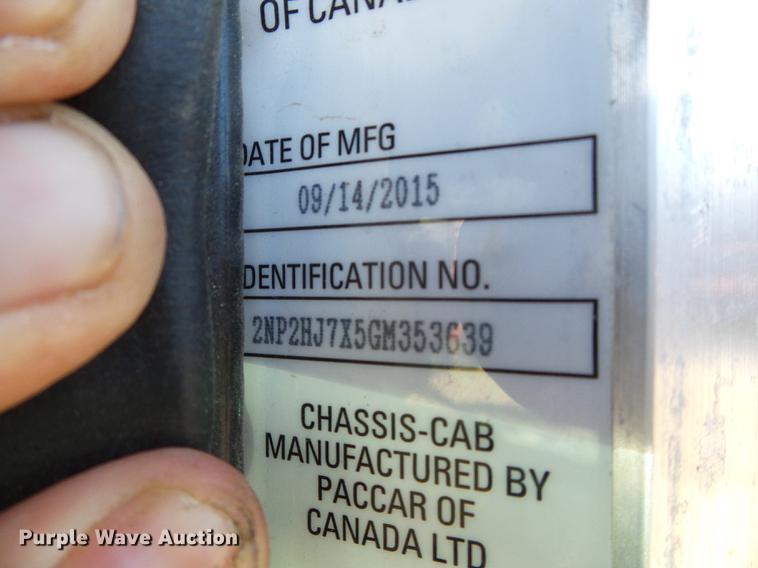 OF CANA
DATE OF MFG
09/14/2015
IDENTIFICATION NO.
2NP2HJ7X5GM353639
CHASSIS-CAB
MANUFACTURED BY
PACCAR OF
CANADA LTD
Purple Wave Auction